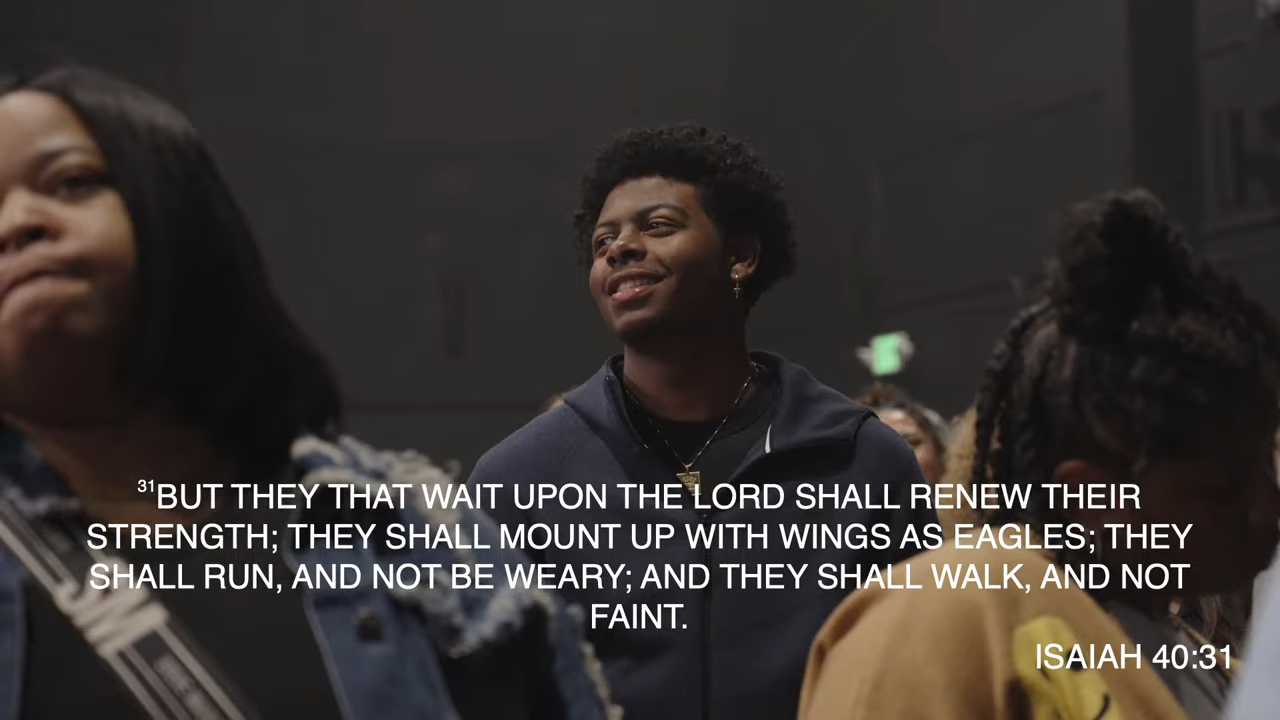 ³¹BUT THEY THAT WAIT UPON THE LORD SHALL RENEW THEIR
STRENGTH; THEY SHALL MOUNT UP WITH WINGS AS EAGLES; THEY
SHALL RUN, AND NOT BE WEARY; AND THEY SHALL WALK, AND NOT
FAINT.
ISAIAH 40:31